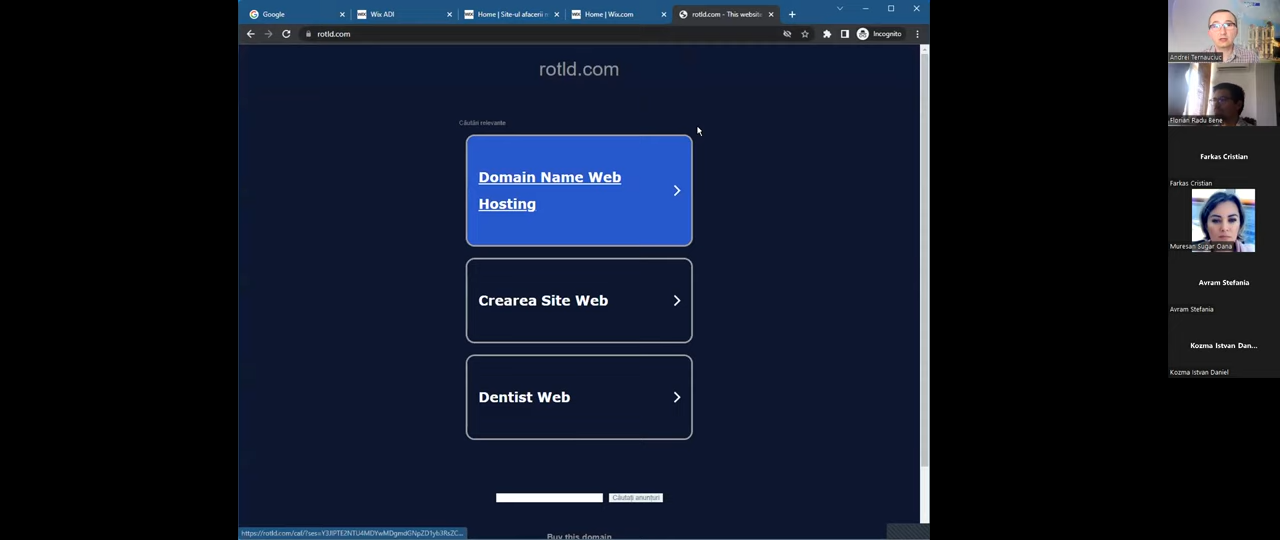 Google
Wix ADI
Home | Site-ul afacerii
Home | Wix.com
rotld.com - This websit
rotld.com
Incognito
rotld.com
Căutări relevante
Domain Name Web
Hosting
Crearea Site Web
Dentist Web
Căutați anunțuri
Buy this domain.
Andrei Ternauciuc
Florian Radu Bene
Farkas Cristian
Farkas Cristian
Muresan Sugar Oana
Avram Stefania
Avram Stefania
Kozma Istvan Dan...
Kozma Istvan Daniel